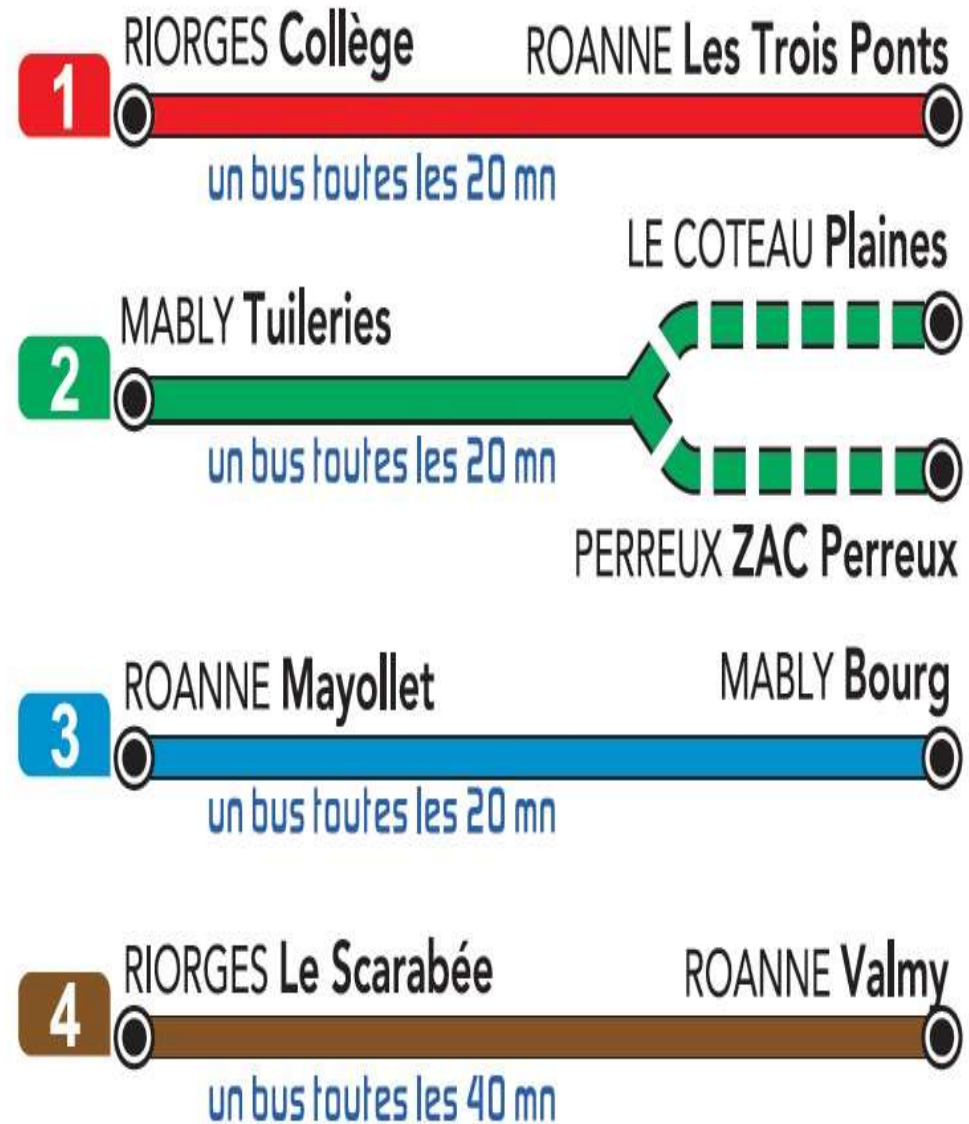 RIORGES Collège
ROANNE Les Trois Ponts
1
un bus toutes les 20 mn
LE COTEAU Plaines
MABLY Tuileries
2
un bus toutes les 20 mn
PERREUX ZAC Perreux
ROANNE Mayollet
MABLY Bourg
3
un bus toutes les 20 mn
RIORGES Le Scarabée
ROANNE Valmy
4
un bus toutes les 40 mn